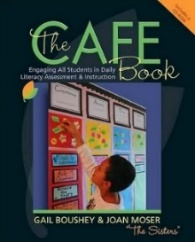 The
CAFE
Book
Engaging All Students in Daily
Literacy Assessment & Instruction
GAIL BOUSHEY & JOAN MOSER
"The Sisters"